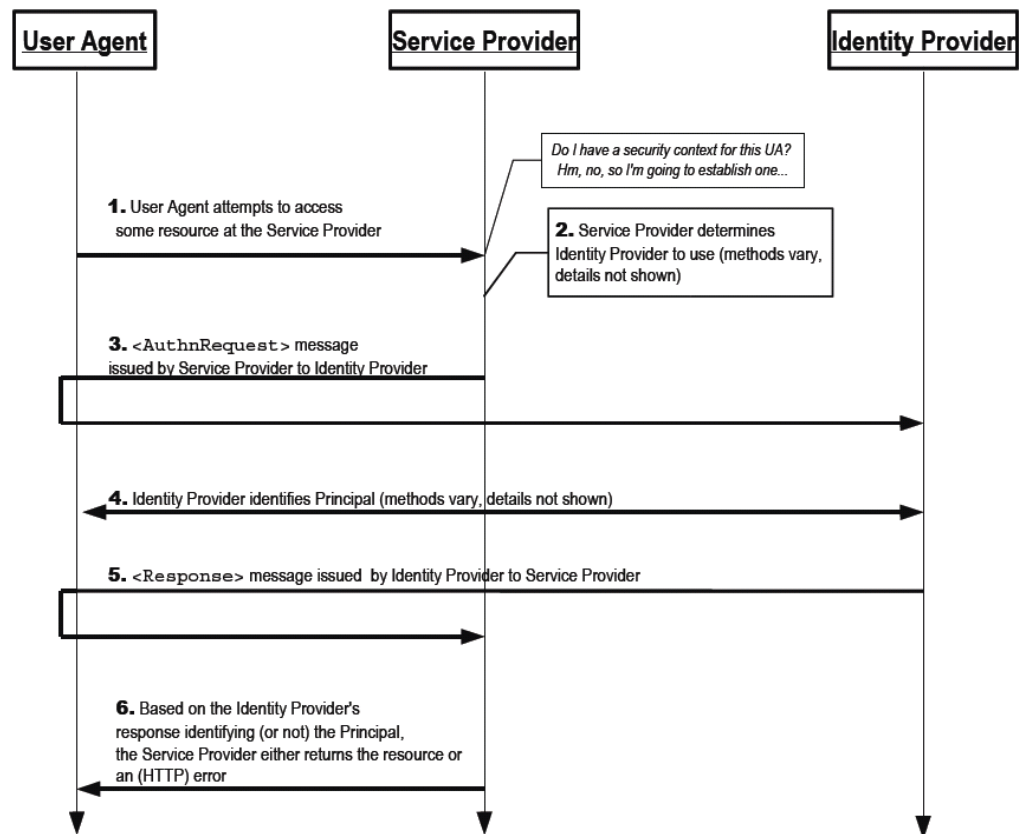 User Agent
Service Provider
Identity Provider
Do I have a security context for this UA?
Hm, no, so I'm going to establish one...
1. User Agent attempts to access
some resource at the Service Provider
2. Service Provider determines
Identity Provider to use (methods vary,
details not shown)
3. <AuthnRequest> message
issued by Service Provider to Identity Provider
4. Identity Provider identifies Principal (methods vary, details not shown)
5. <Response> message issued by Identity Provider to Service Provider
6. Based on the Identity Provider's
response identifying (or not) the Principal,
the Service Provider either returns the resource or
an (HTTP) error